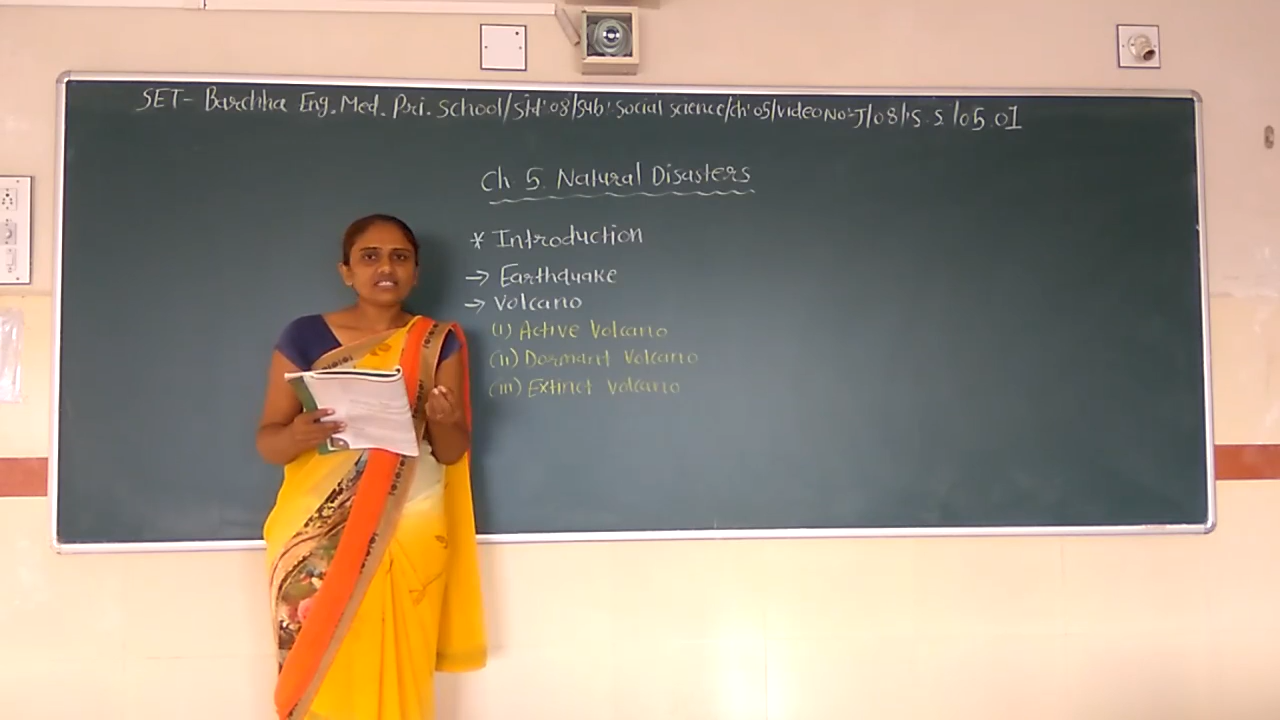 SET- Barchha Eng. Med. Pri. School/Std:08/Sub: Social science/ch:05/Video No:-J/08/S.S./05.01
Ch. 5. Natural Disasters
* Introduction
→ Earthquake
→ Volcano
(i) Active Volcano
(ii) Dormant Volcano
(iii) Extinct Volcano